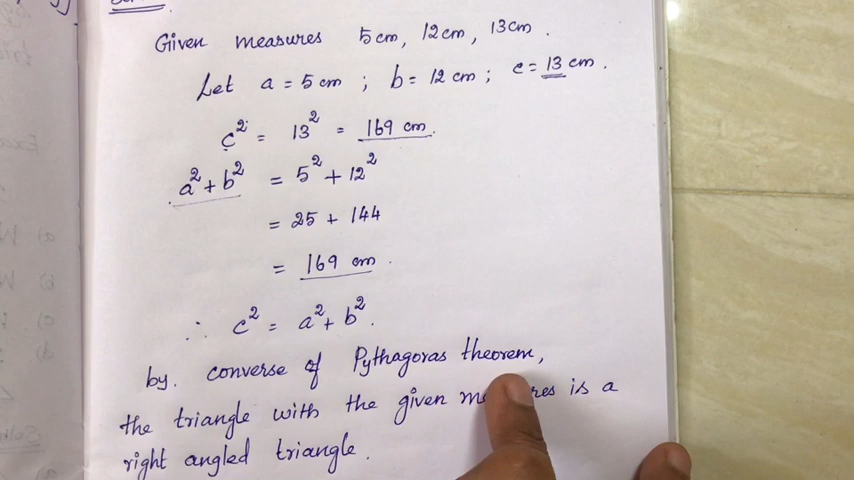 Given measures 5cm, 12cm, 13cm.
Let a = 5 cm ; b = 12 cm ; c = 13 cm.
c² = 13² = 169 cm.
a² + b² = 5² + 12²
= 25 + 144
= 169 cm.
∴ c² = a² + b².
by. converse of Pythagoras theorem,
the triangle with the given is a
right angled triangle.